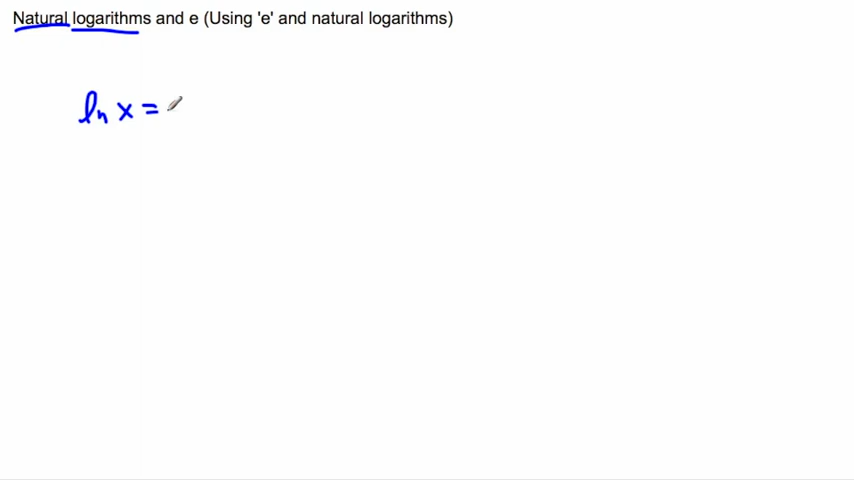 Natural logarithms and e (Using 'e' and natural logarithms)
ln x =